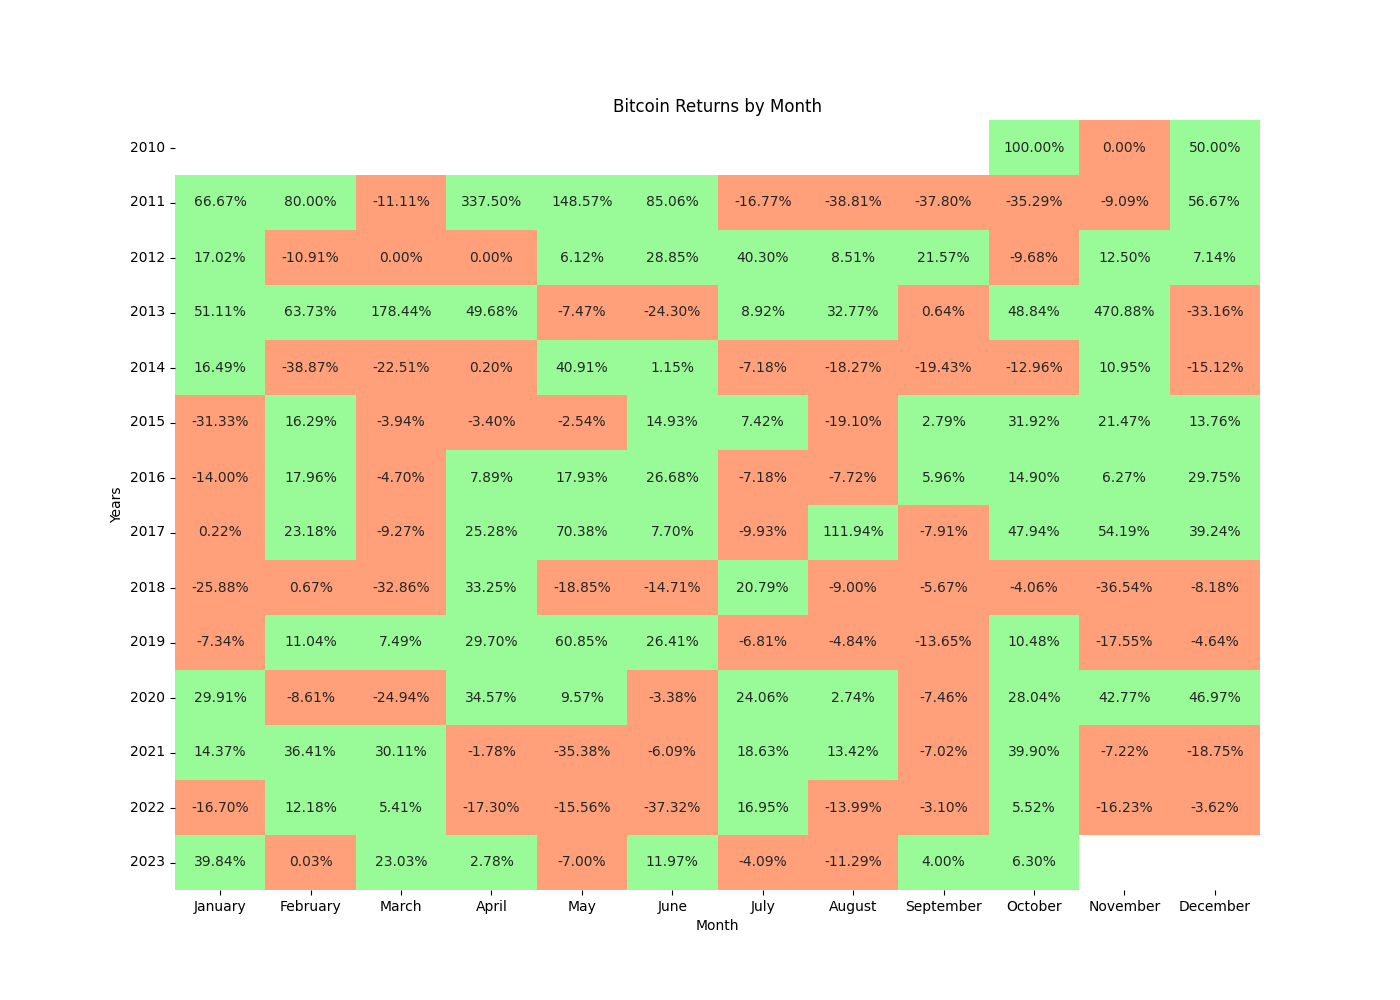 Bitcoin Returns by Month
2010 100.00% 0.00% 50.00%
2011 66.67% 80.00% -11.11% 337.50% 148.57% 85.06% -16.77% -38.81% -37.80% -35.29% -9.09% 56.67%
2012 17.02% -10.91% 0.00% 0.00% 6.12% 28.85% 40.30% 8.51% 21.57% -9.68% 12.50% 7.14%
2013 51.11% 63.73% 178.44% 49.68% -7.47% -24.30% 8.92% 32.77% 0.64% 48.84% 470.88% -33.16%
2014 16.49% -38.87% -22.51% 0.20% 40.91% 1.15% -7.18% -18.27% -19.43% -12.96% 10.95% -15.12%
2015 -31.33% 16.29% -3.94% -3.40% -2.54% 14.93% 7.42% -19.10% 2.79% 31.92% 21.47% 13.76%
2016 -14.00% 17.96% -4.70% 7.89% 17.93% 26.68% -7.18% -7.72% 5.96% 14.90% 6.27% 29.75%
Years
2017 0.22% 23.18% -9.27% 25.28% 70.38% 7.70% -9.93% 111.94% -7.91% 47.94% 54.19% 39.24%
2018 -25.88% 0.67% -32.86% 33.25% -18.85% -14.71% 20.79% -9.00% -5.67% -4.06% -36.54% -8.18%
2019 -7.34% 11.04% 7.49% 29.70% 60.85% 26.41% -6.81% -4.84% -13.65% 10.48% -17.55% -4.64%
2020 29.91% -8.61% -24.94% 34.57% 9.57% -3.38% 24.06% 2.74% -7.46% 28.04% 42.77% 46.97%
2021 14.37% 36.41% 30.11% -1.78% -35.38% -6.09% 18.63% 13.42% -7.02% 39.90% -7.22% -18.75%
2022 -16.70% 12.18% 5.41% -17.30% -15.56% -37.32% 16.95% -13.99% -3.10% 5.52% -16.23% -3.62%
2023 39.84% 0.03% 23.03% 2.78% -7.00% 11.97% -4.09% -11.29% 4.00% 6.30%
January February March April May June July August September October November December
Month